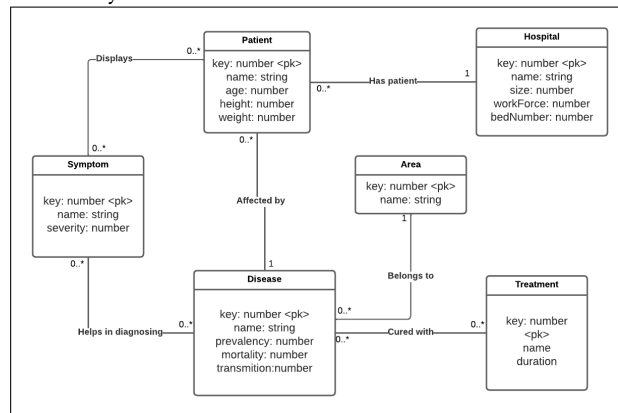 Patient
key: number <pk>
name: string
age: number
height: number
weight: number
Hospital
key: number <pk>
name: string
size: number
workForce: number
bedNumber: number
0..*
Displays
0..*
0..*
Has patient
1
0..*
Symptom
key: number <pk>
name: string
severity: number
Area
key: number <pk>
name: string
0..*
Affected by
1
1
Belongs to
0..*
Disease
key: number <pk>
name: string
prevalency: number
mortality: number
transmition:number
0..*
Helps in diagnosing
0..*
0..*
Cured with
0..*
Treatment
key: number
<pk>
name
duration